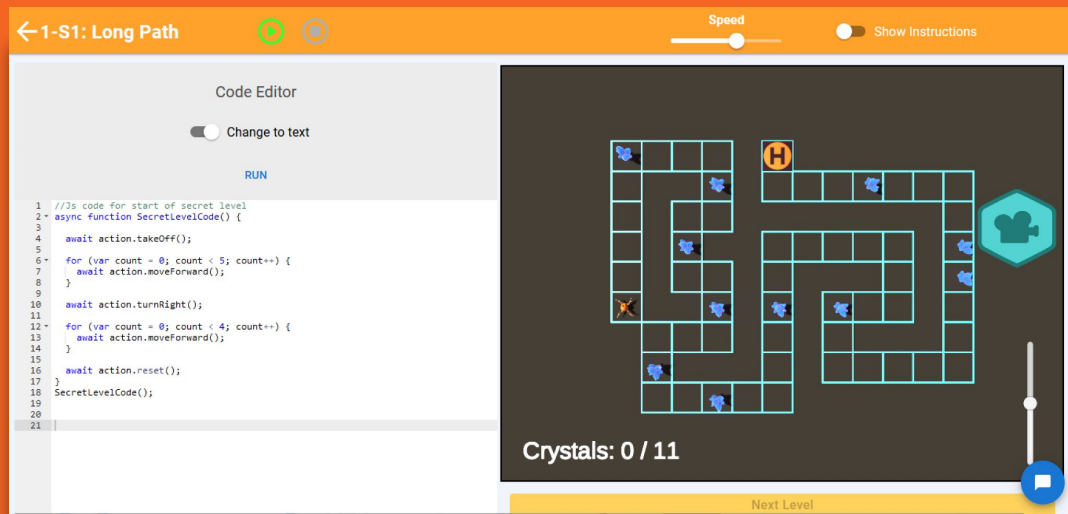 1-S1: Long Path
Speed
Show Instructions
Code Editor
Change to text
RUN
1 //Js code for start of secret level
2 async function SecretLevelCode() {
3
4 await action.takeOff();
5
6 for (var count = 0; count < 5; count++) {
7 await action.moveForward();
8 }
9
10 await action.turnRight();
11
12 for (var count = 0; count < 4; count++) {
13 await action.moveForward();
14 }
15
16 await action.reset();
17 }
18 SecretLevelCode();
19
20
21
H
Crystals: 0 / 11
Next Level